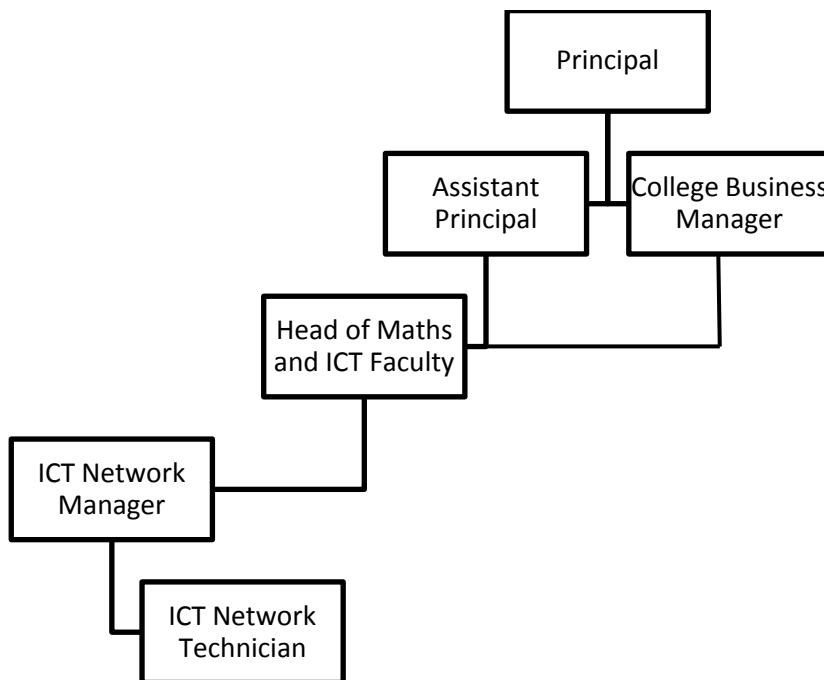 Principal
Assistant
Principal
College Business
Manager
Head of Maths
and ICT Faculty
ICT Network
Manager
ICT Network
Technician